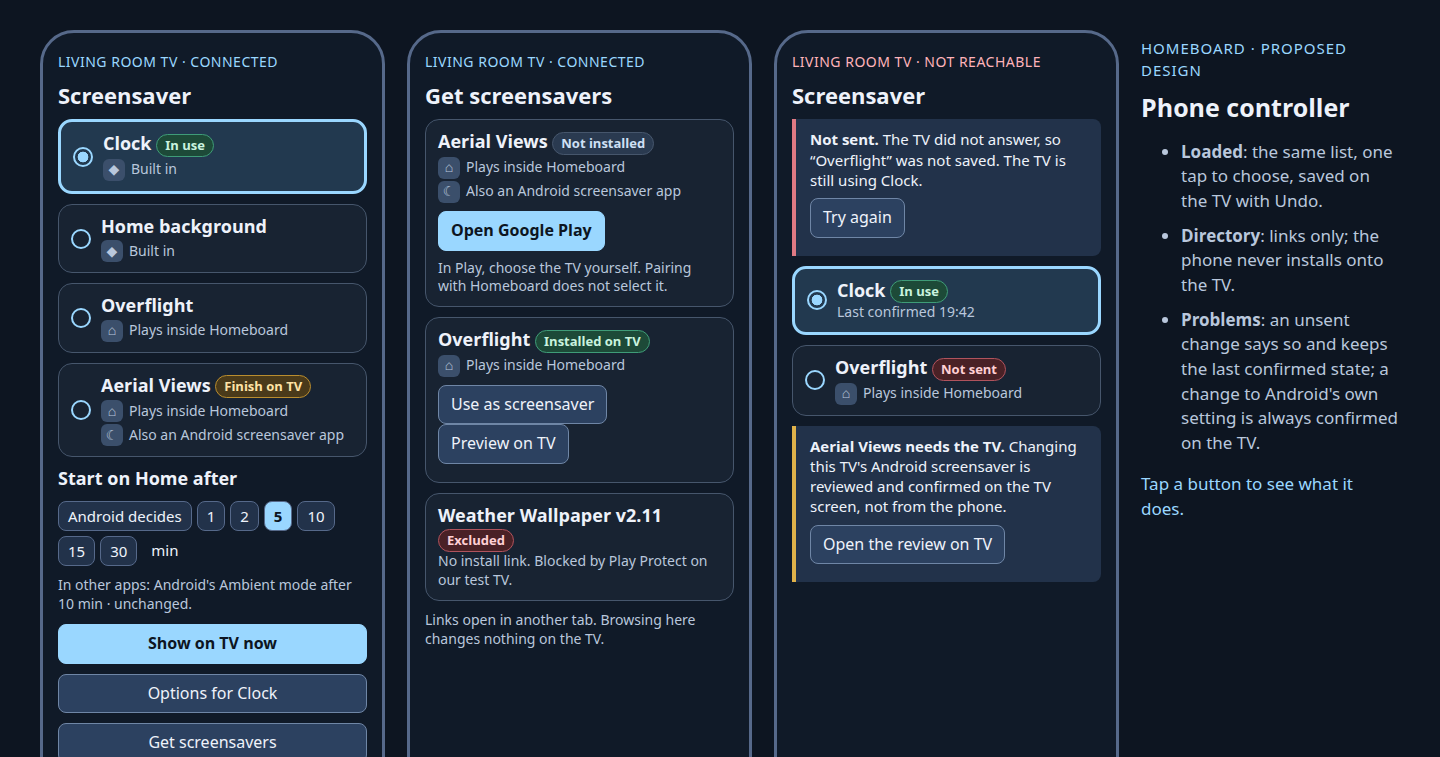 LIVING ROOM TV · CONNECTED
Screensaver
Clock In use
Built in
Home background
Built in
Overflight
Plays inside Homeboard
Aerial Views Finish on TV
Plays inside Homeboard
Also an Android screensaver app
Start on Home after
Android decides 1 2 5 10
15 30 min
In other apps: Android's Ambient mode after
10 min · unchanged.
Show on TV now
Options for Clock
Get screensavers
LIVING ROOM TV · CONNECTED
Get screensavers
Aerial Views Not installed
Plays inside Homeboard
Also an Android screensaver app
Open Google Play
In Play, choose the TV yourself. Pairing
with Homeboard does not select it.
Overflight Installed on TV
Plays inside Homeboard
Use as screensaver
Preview on TV
Weather Wallpaper v2.11
Excluded
No install link. Blocked by Play Protect on
our test TV.
Links open in another tab. Browsing here
changes nothing on the TV.
LIVING ROOM TV · NOT REACHABLE
Screensaver
Not sent. The TV did not answer, so
“Overflight” was not saved. The TV is
still using Clock.
Try again
Clock In use
Last confirmed 19:42
Overflight Not sent
Plays inside Homeboard
Aerial Views needs the TV. Changing
this TV's Android screensaver is
reviewed and confirmed on the TV
screen, not from the phone.
Open the review on TV
HOMEBOARD · PROPOSED
DESIGN
Phone controller
• Loaded: the same list, one
tap to choose, saved on
the TV with Undo.
• Directory: links only; the
phone never installs onto
the TV.
• Problems: an unsent
change says so and keeps
the last confirmed state; a
change to Android's own
setting is always confirmed
on the TV.
Tap a button to see what it
does.